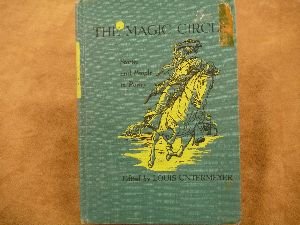 THE MAGIC CIRCLE
Stories
and People
in Poetry
Edited by LOUIS UNTERMEYER